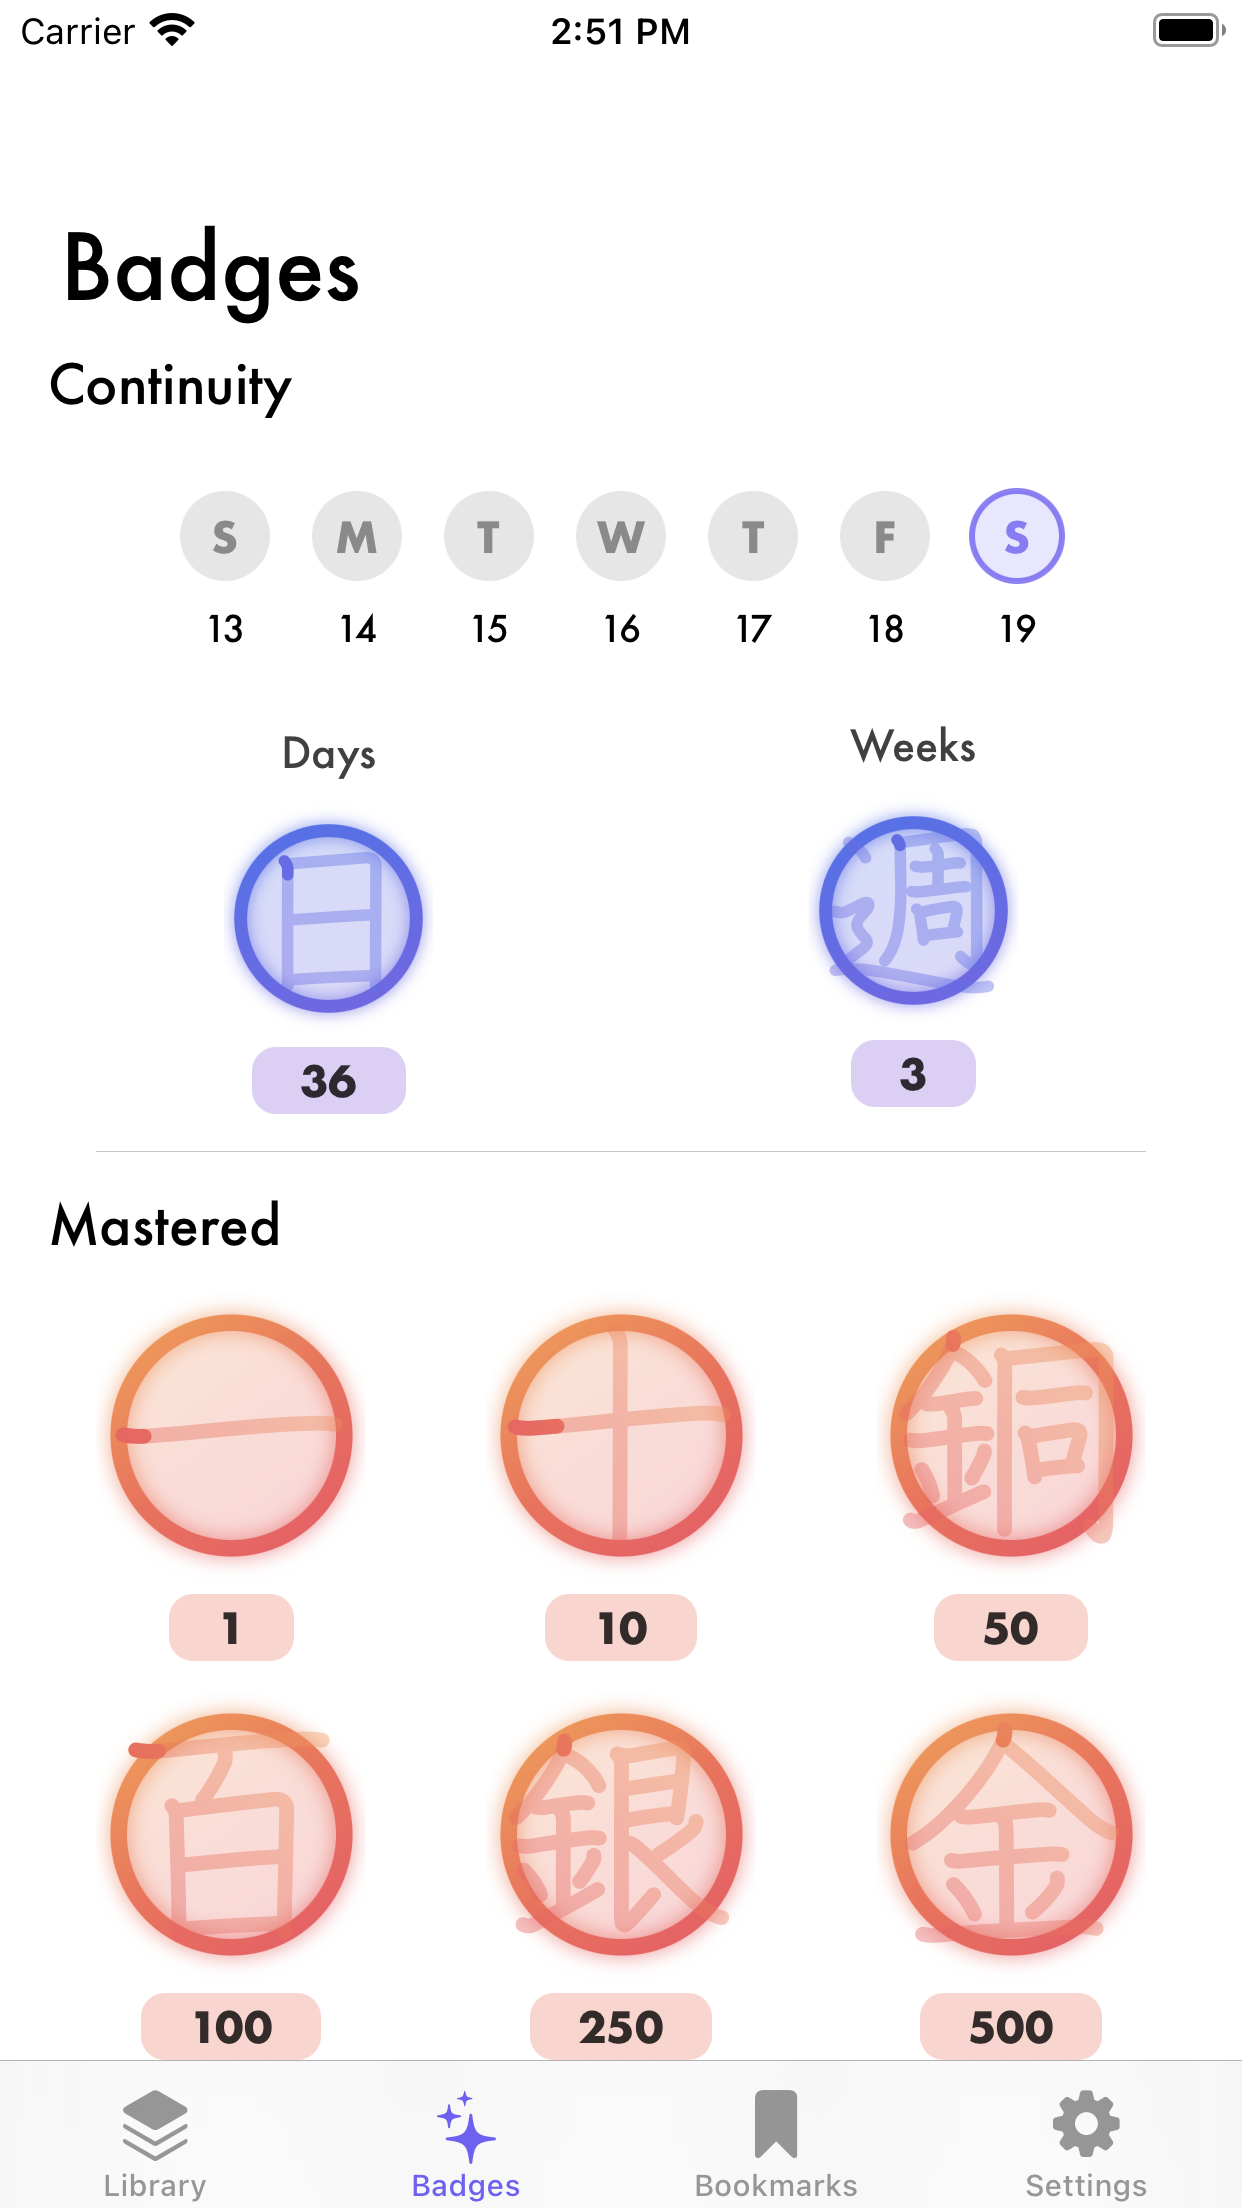 Carrier 2:51 PM
Badges
Continuity
S M T W T F S
13 14 15 16 17 18 19
Days Weeks
日 週
36 3
Mastered
一 十 銅
1 10 50
百 銀 金
100 250 500
Library Badges Bookmarks Settings